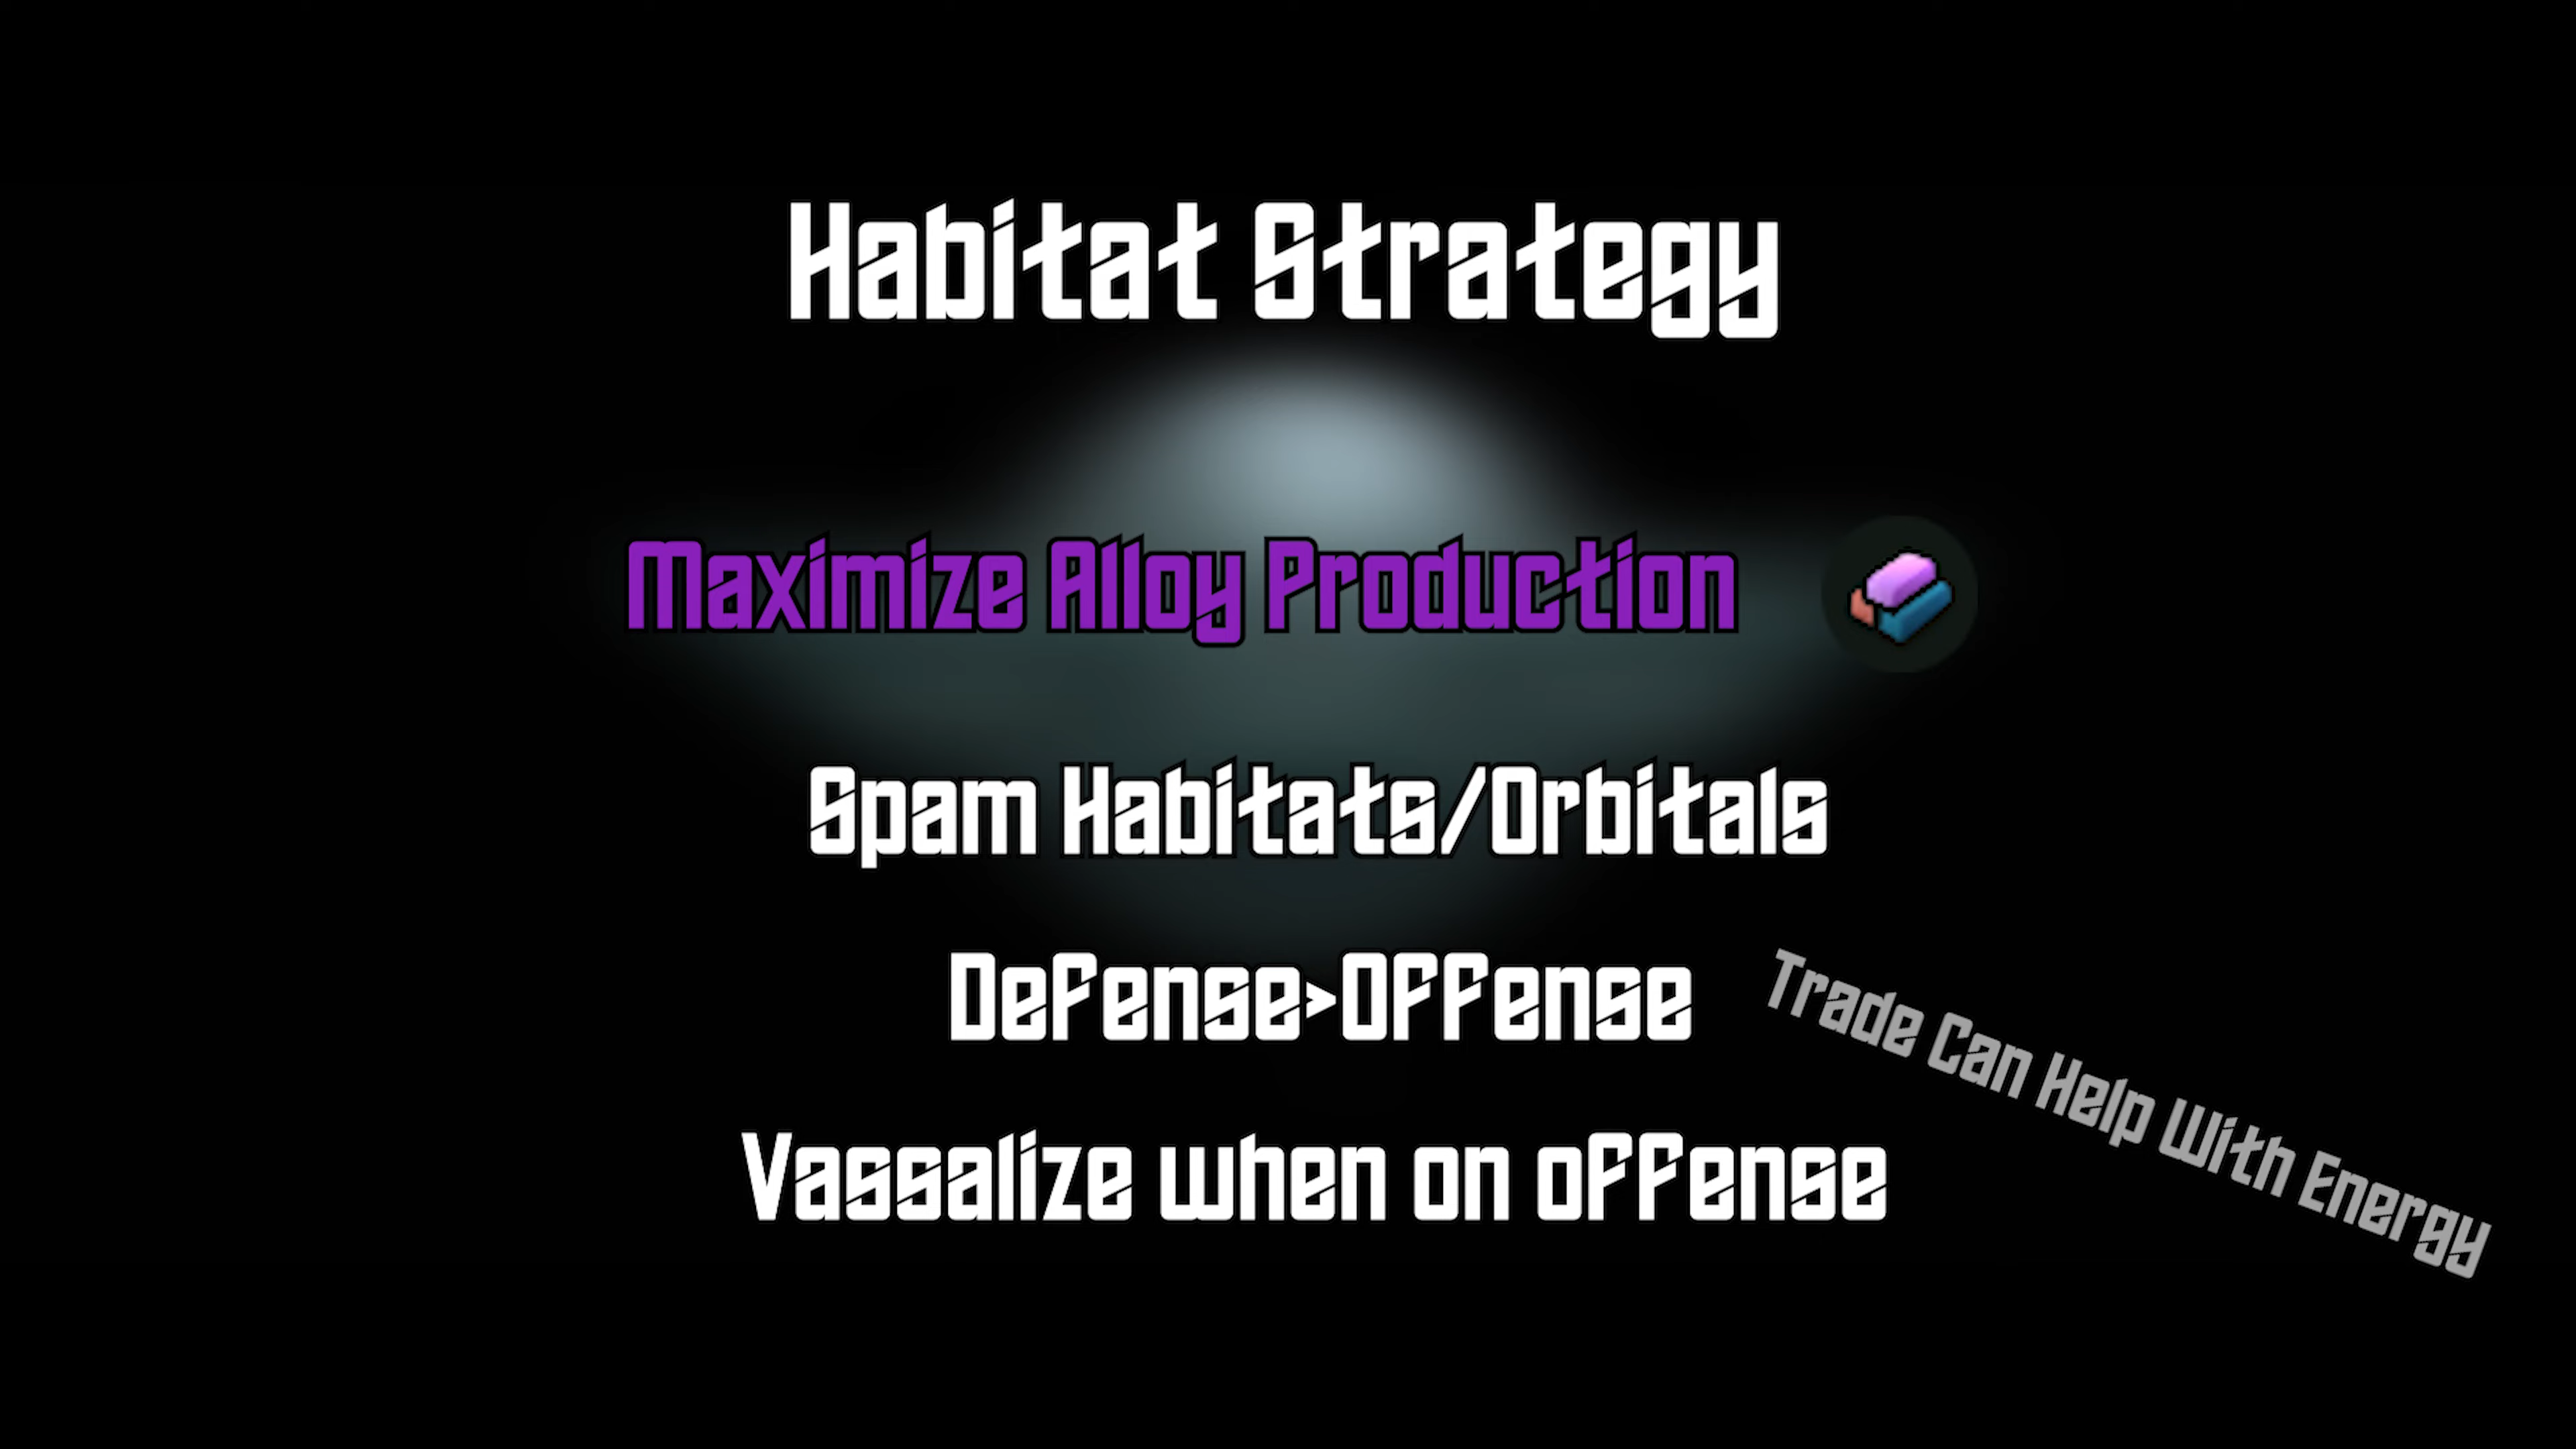 Habitat Strategy
Maximize Alloy Production
Spam Habitats/Orbitals
Defense>Offense
Trade Can Help With Energy
Vassalize when on offense